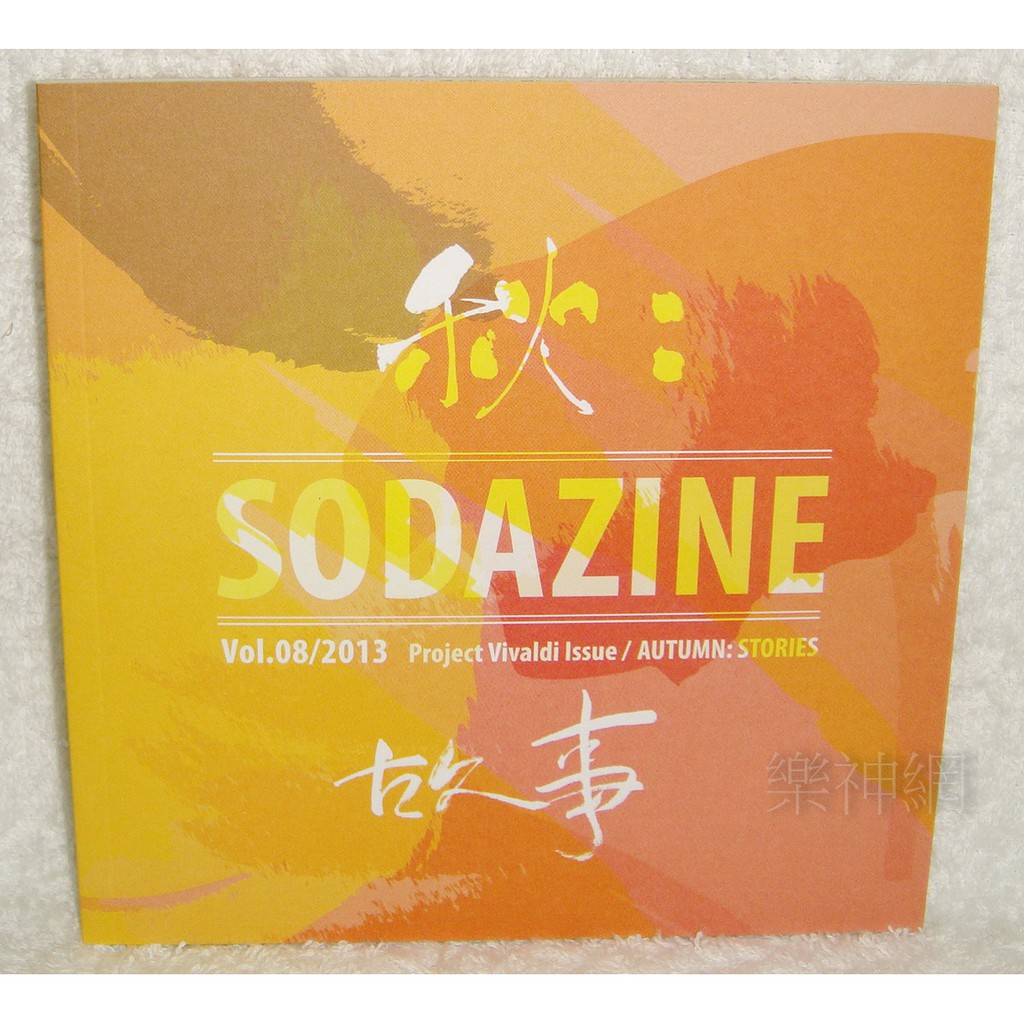 秋：
SODAZINE
Vol.08/2013 Project Vivaldi Issue / AUTUMN: STORIES
故事
樂神網